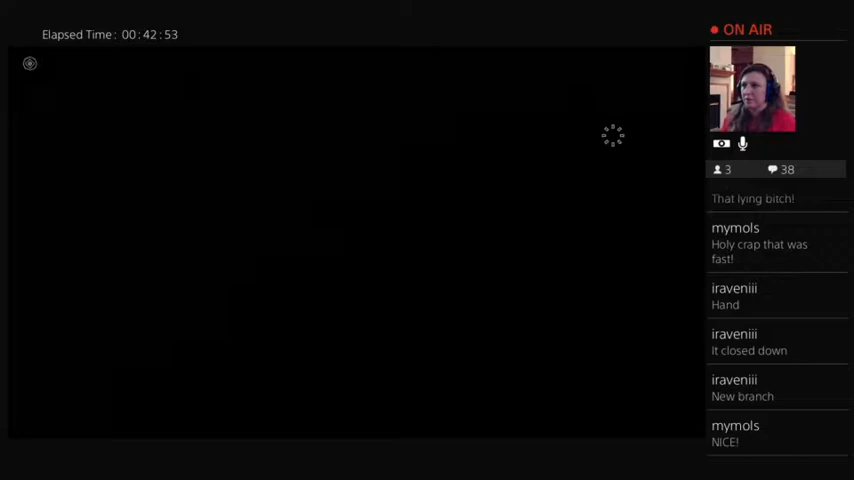 Elapsed Time: 00:42:53
ON AIR
3 38
That lying bitch!
mymols
Holy crap that was
fast!
iraveniii
Hand
iraveniii
It closed down
iraveniii
New branch
mymols
NICE!